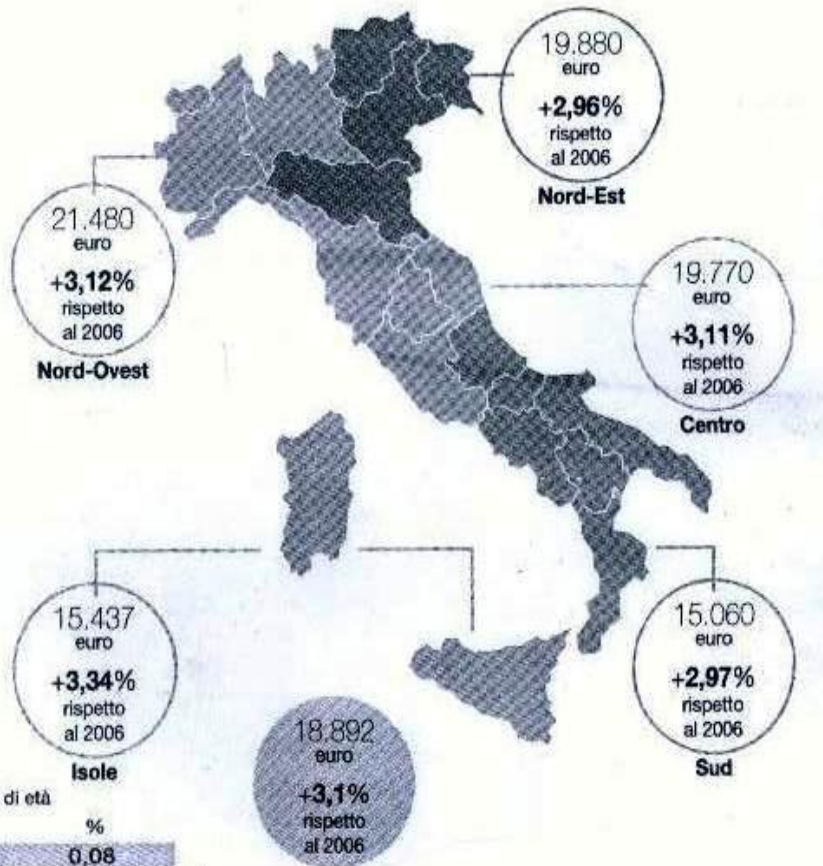 19.880
euro
+2,96%
rispetto
al 2006
Nord-Est
21.480
euro
+3,12%
rispetto
al 2006
Nord-Ovest
19.770
euro
+3,11%
rispetto
al 2006
Centro
15.437
euro
+3,34%
rispetto
al 2006
Isole
15.060
euro
+2,97%
rispetto
al 2006
Sud
18.892
euro
+3,1%
rispetto
al 2006
di età
%
0,08